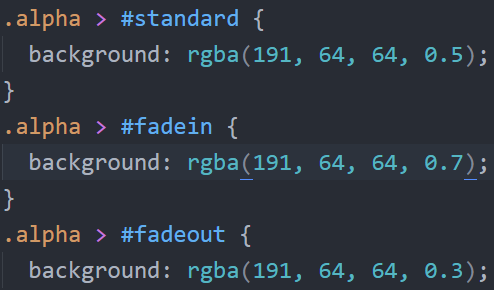 .alpha > #standard {
  background: rgba(191, 64, 64, 0.5);
}
.alpha > #fadein {
  background: rgba(191, 64, 64, 0.7);
}
.alpha > #fadeout {
  background: rgba(191, 64, 64, 0.3);